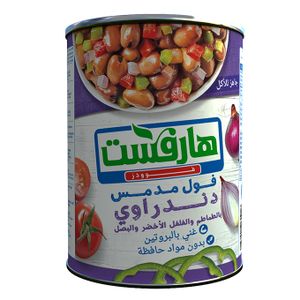 جاهز للأكل
هارفست
فوودز
فول مدمس
دندراوي
بالطماطم والفلفل الأخضر والبصل
غني بالبروتين
بدون مواد حافظة